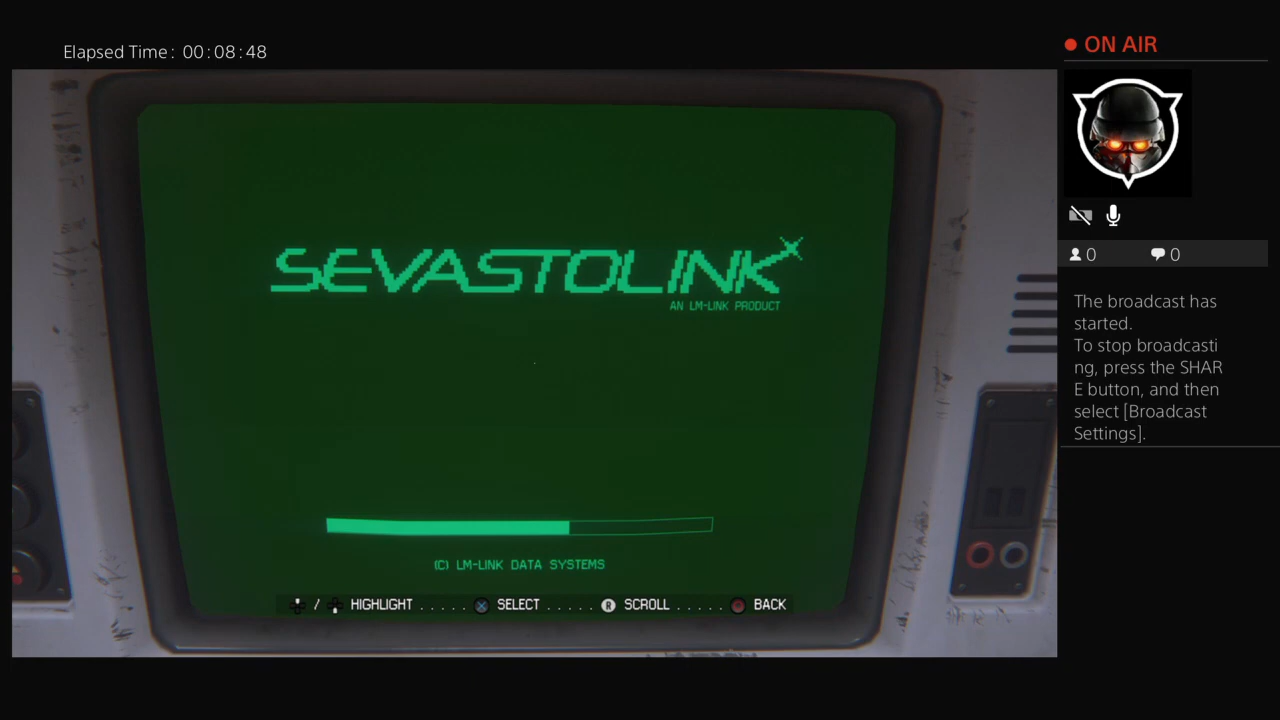 Elapsed Time: 00:08:48
ON AIR
SEVASTOLINK
AN LM-LINK PRODUCT
0 0
The broadcast has
started.
To stop broadcasti
ng, press the SHAR
E button, and then
select [Broadcast
Settings].
(C) LM-LINK DATA SYSTEMS
/ HIGHLIGHT ..... SELECT ..... R SCROLL ..... BACK